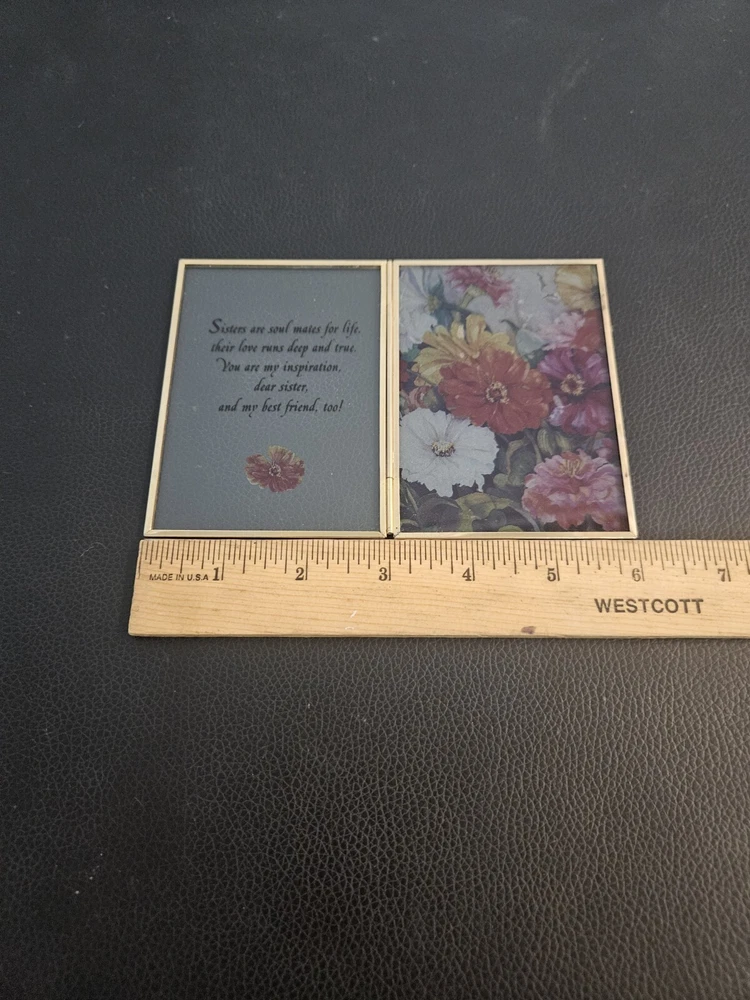 Sisters are soul mates for life,
their love runs deep and true.
You are my inspiration,
dear sister,
and my best friend, too!
MADE IN U.S.A 1 2 3 4 5 6 7
WESTCOTT